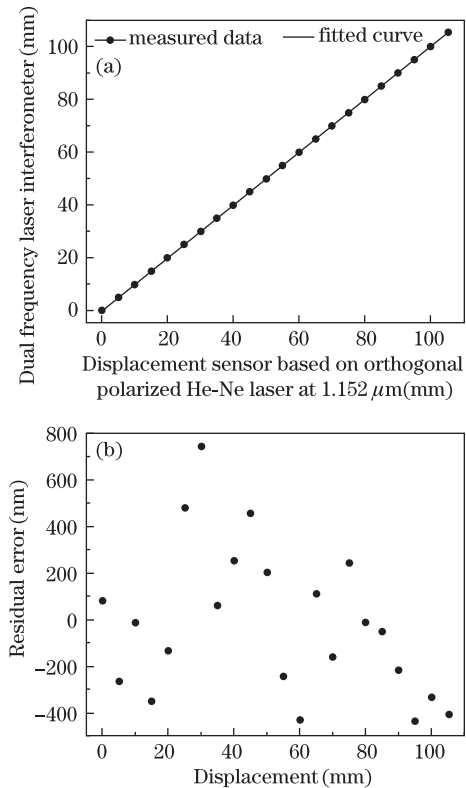 measured data
fitted curve
(a)
Dual frequency laser interferometer (mm)
100
80
60
40
20
0
0 20 40 60 80 100
Displacement sensor based on orthogonal
polarized He-Ne laser at 1.152 μm(mm)
(b)
Residual error (nm)
800
600
400
200
0
−200
−400
0 20 40 60 80 100
Displacement (mm)